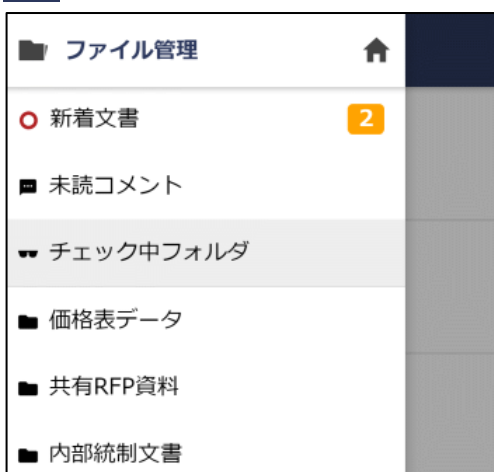 ファイル管理
新着文書 2
未読コメント
チェック中フォルダ
価格表データ
共有RFP資料
内部統制文書